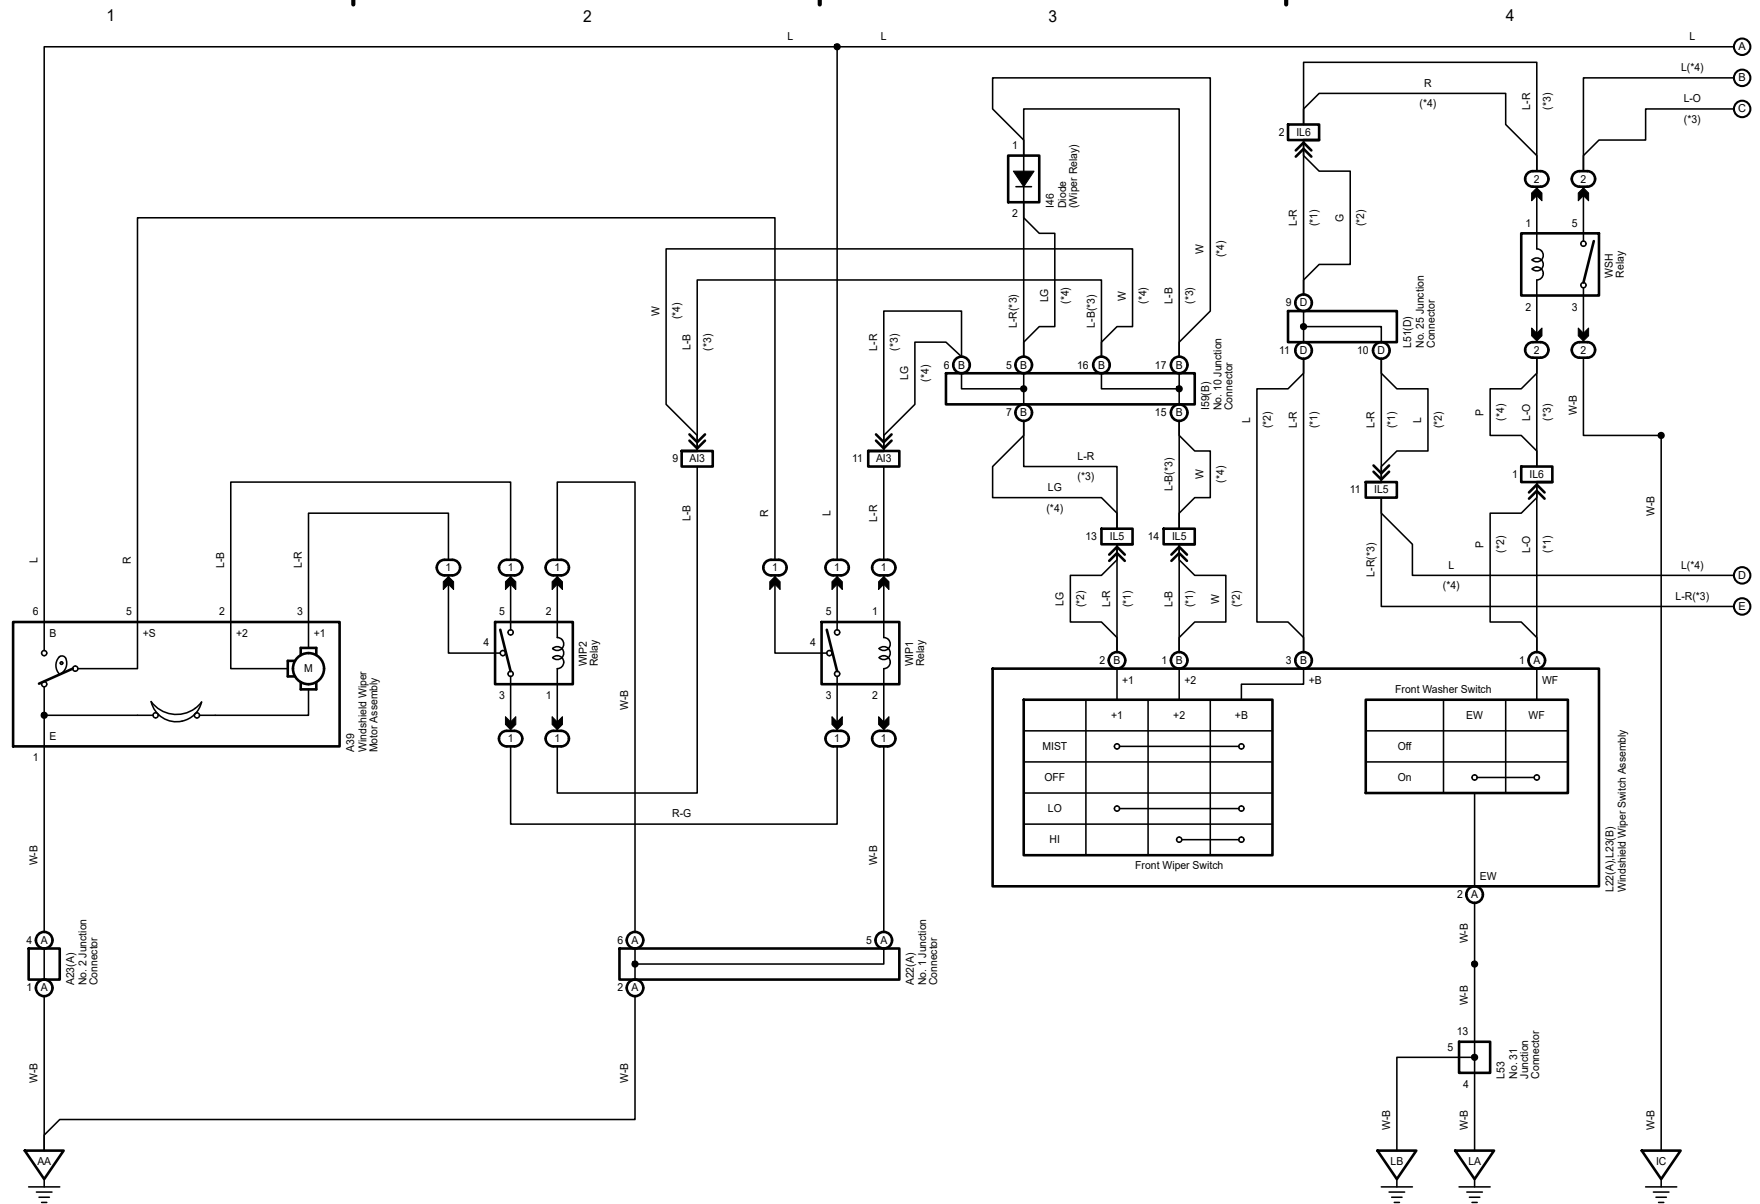 1 2 3 4
L L L A
L(*4) B
R L-R (*3)
(*4)
L-O C
(*3)
2 IL6
1
I46
Diode
(Wiper Relay)
2
2 2
L-R (*1) G (*2)
W (*4)
1 5
WSH
Relay
2 3
2 2
W (*4)
L-B (*3)
L-R (*3)
LG (*4)
L-R(*3) LG (*4) L-B(*3) W (*4) L-B (*3)
9 D
L51(D)
No. 25 Junction
Connector
11 D 10 D
6 B 5 B 16 B 17 B
I59(B)
No. 10 Junction
Connector
7 B 15 B
L (*2) L-R (*1) L-R (*1) L (*2)
P (*4) L-O (*3) W-B
9 AI3 11 AI3
L-R
(*3)
LG
(*4)
L-B(*3) W (*4)
11 IL5
1 IL6
L R L-B L-R L-B R L L-R
13 IL5 14 IL5
L-R(*3) L
(*4)
P (*2) L-O (*1) W-B
L(*4) D
L-R(*3) E
1 1 1 1 1 1
LG (*2) L-R (*1) L-B (*1) W (*2)
6 5 2 3
B +S +2 +1
M
E
1
A39
Windshield Wiper
Motor Assembly
5 2
4
WIP2
Relay
3 1
1 1
W-B
5 1
4
WIP1
Relay
3 2
1 1
R-G
2 B 1 B 3 B 1 A
+1 +2 +B WF
+1 +2 +B
MIST
OFF
LO
HI
Front Wiper Switch
Front Washer Switch
EW WF
Off
On
EW
2 A
L22(A),L23(B)
Windshield Wiper Switch Assembly
W-B W-B
W-B
4 A
A23(A)
No. 2 Junction
Connector
1 A
6 A 5 A
A22(A)
No. 1 Junction
Connector
2 A
W-B
13
5
4
L53
No. 31
Junction
Connector
W-B W-B
W-B W-B W-B
AA LB LA IC